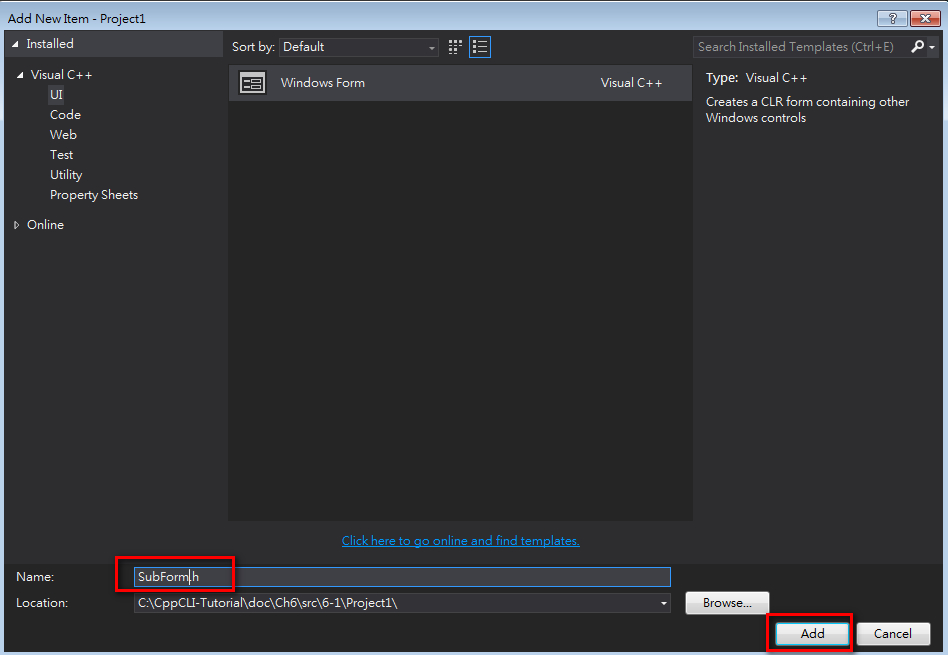 Add New Item - Project1
?
Installed
Sort by: Default
Search Installed Templates (Ctrl+E)
Visual C++
UI
Code
Web
Test
Utility
Property Sheets
Online
Windows Form Visual C++
Type: Visual C++
Creates a CLR form containing other
Windows controls
Click here to go online and find templates.
Name: SubForm.h
Location: C:\CppCLI-Tutorial\doc\Ch6\src\6-1\Project1\
Browse...
Add Cancel